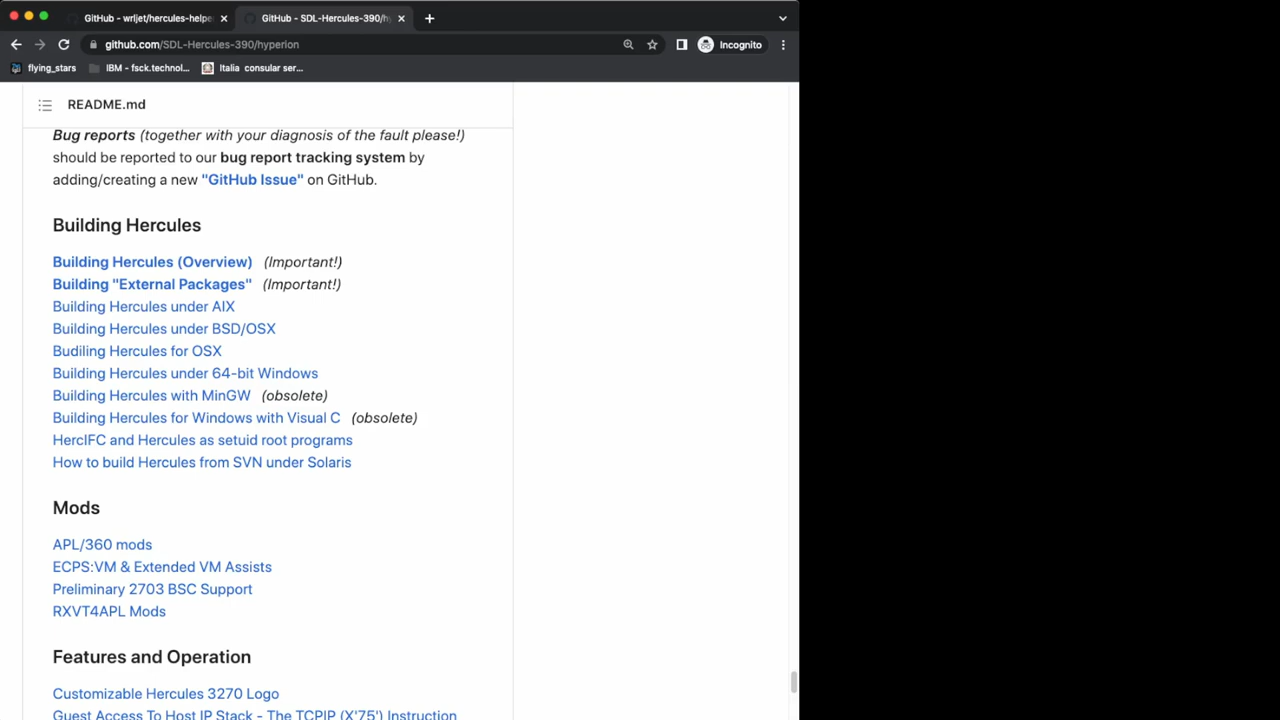 GitHub - wrljet/hercules-helpe
GitHub - SDL-Hercules-390/h
github.com/SDL-Hercules-390/hyperion
Incognito
flying_stars
IBM - fsck.technol...
Italia consular ser...
README.md
Bug reports (together with your diagnosis of the fault please!)
should be reported to our bug report tracking system by
adding/creating a new "GitHub Issue" on GitHub.
Building Hercules
Building Hercules (Overview) (Important!)
Building "External Packages" (Important!)
Building Hercules under AIX
Building Hercules under BSD/OSX
Budiling Hercules for OSX
Building Hercules under 64-bit Windows
Building Hercules with MinGW (obsolete)
Building Hercules for Windows with Visual C (obsolete)
HercIFC and Hercules as setuid root programs
How to build Hercules from SVN under Solaris
Mods
APL/360 mods
ECPS:VM & Extended VM Assists
Preliminary 2703 BSC Support
RXVT4APL Mods
Features and Operation
Customizable Hercules 3270 Logo
Guest Access To Host IP Stack - The TCPIP (X'75') Instruction